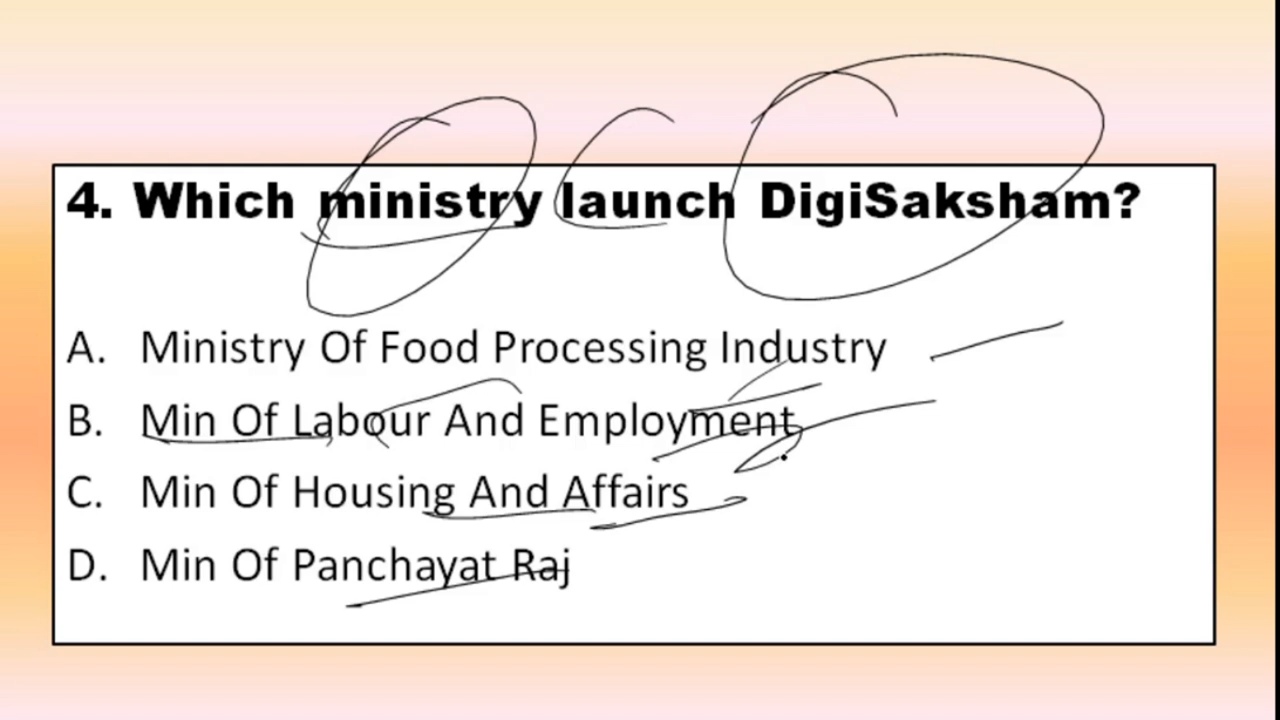 4. Which ministry launch DigiSaksham?
A. Ministry Of Food Processing Industry
B. Min Of Labour And Employment
C. Min Of Housing And Affairs
D. Min Of Panchayat Raj